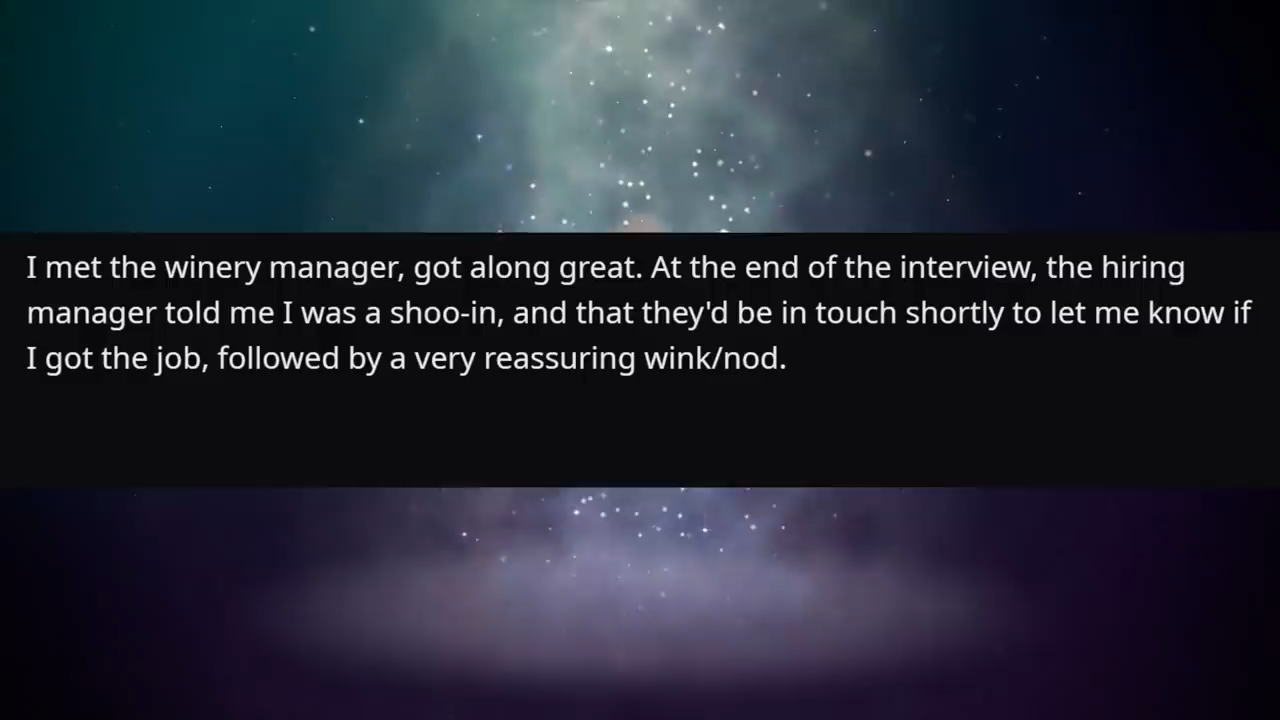 I met the winery manager, got along great. At the end of the interview, the hiring
manager told me I was a shoo-in, and that they'd be in touch shortly to let me know if
I got the job, followed by a very reassuring wink/nod.